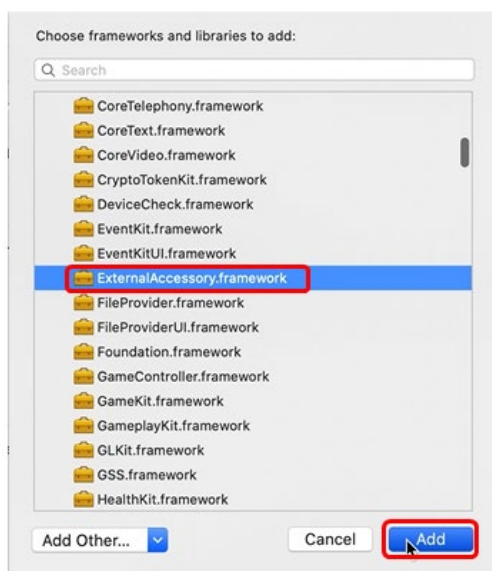 Choose frameworks and libraries to add:
Search
CoreTelephony.framework
CoreText.framework
CoreVideo.framework
CryptoTokenKit.framework
DeviceCheck.framework
EventKit.framework
EventKitUI.framework
ExternalAccessory.framework
FileProvider.framework
FileProviderUI.framework
Foundation.framework
GameController.framework
GameKit.framework
GameplayKit.framework
GLKit.framework
GSS.framework
HealthKit.framework
Add Other... Cancel Add